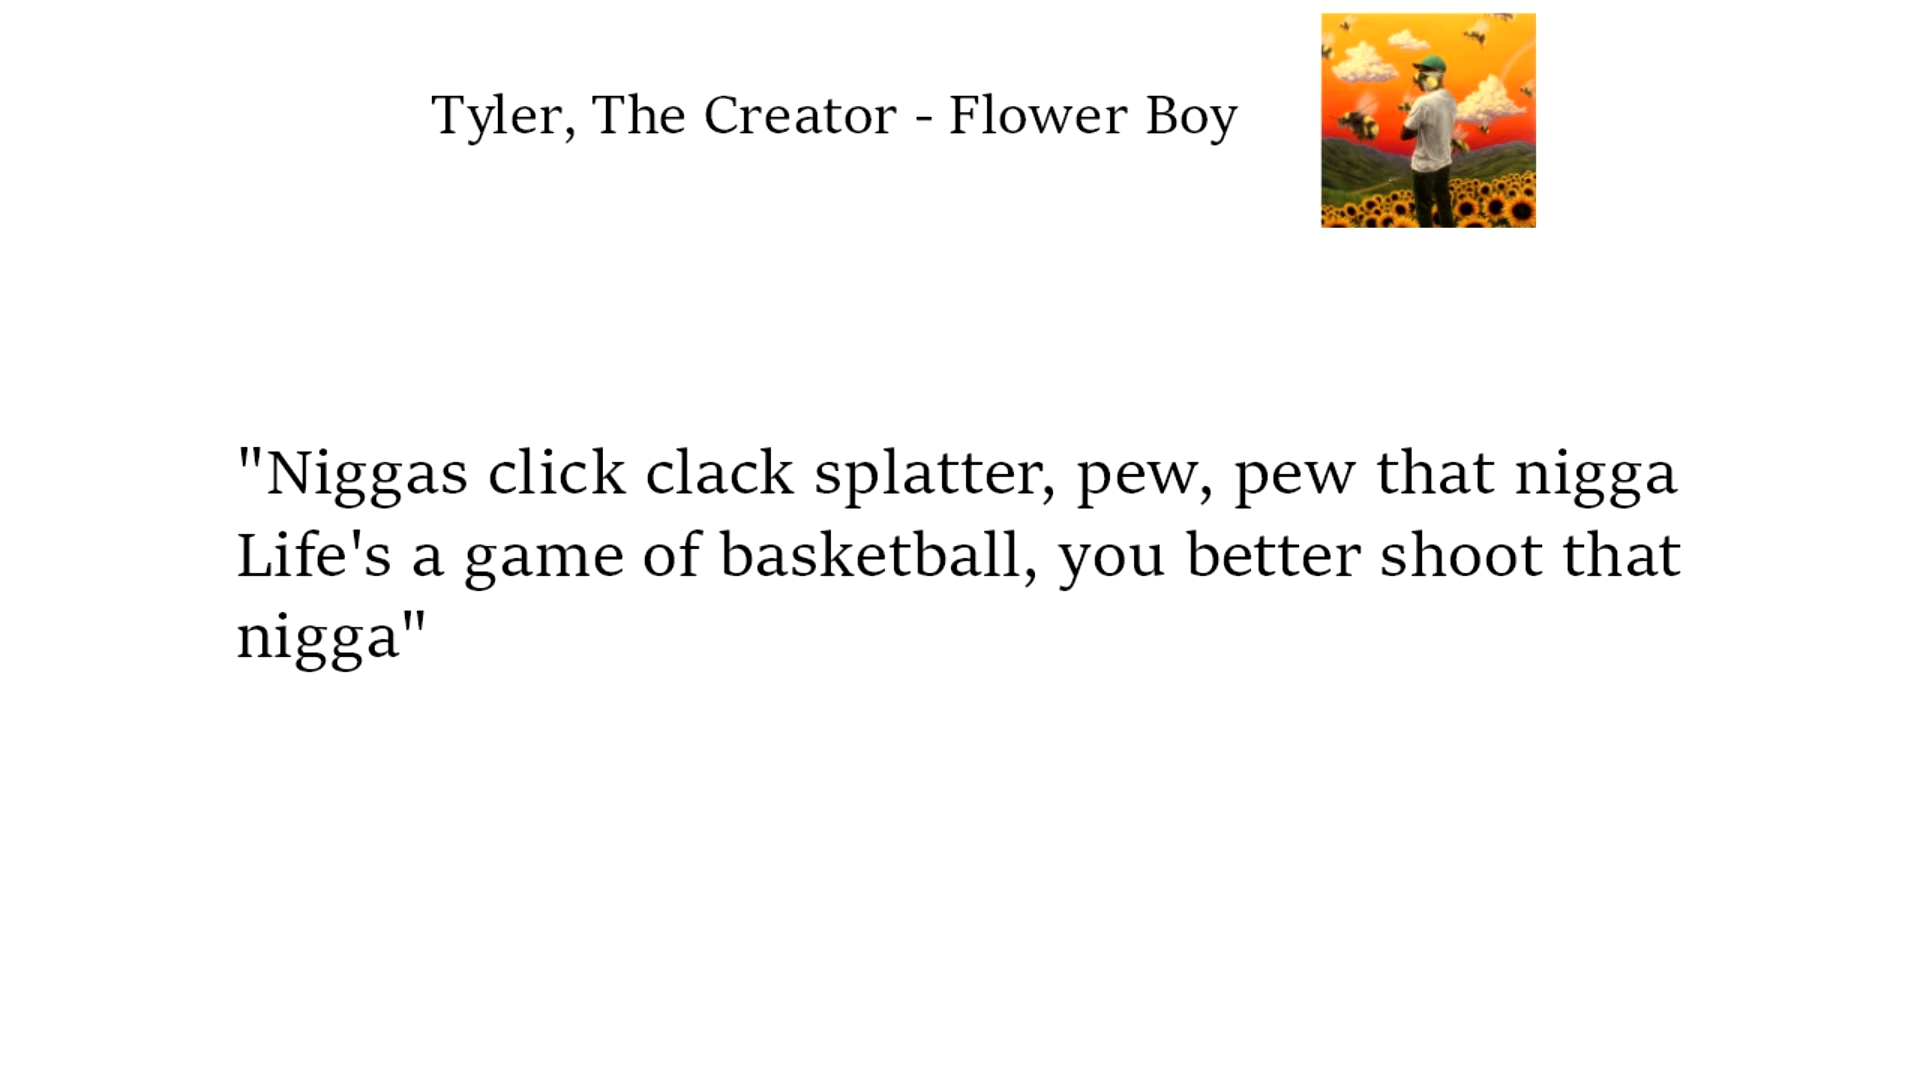 Tyler, The Creator - Flower Boy
"Niggas click clack splatter, pew, pew that nigga
Life's a game of basketball, you better shoot that
nigga"